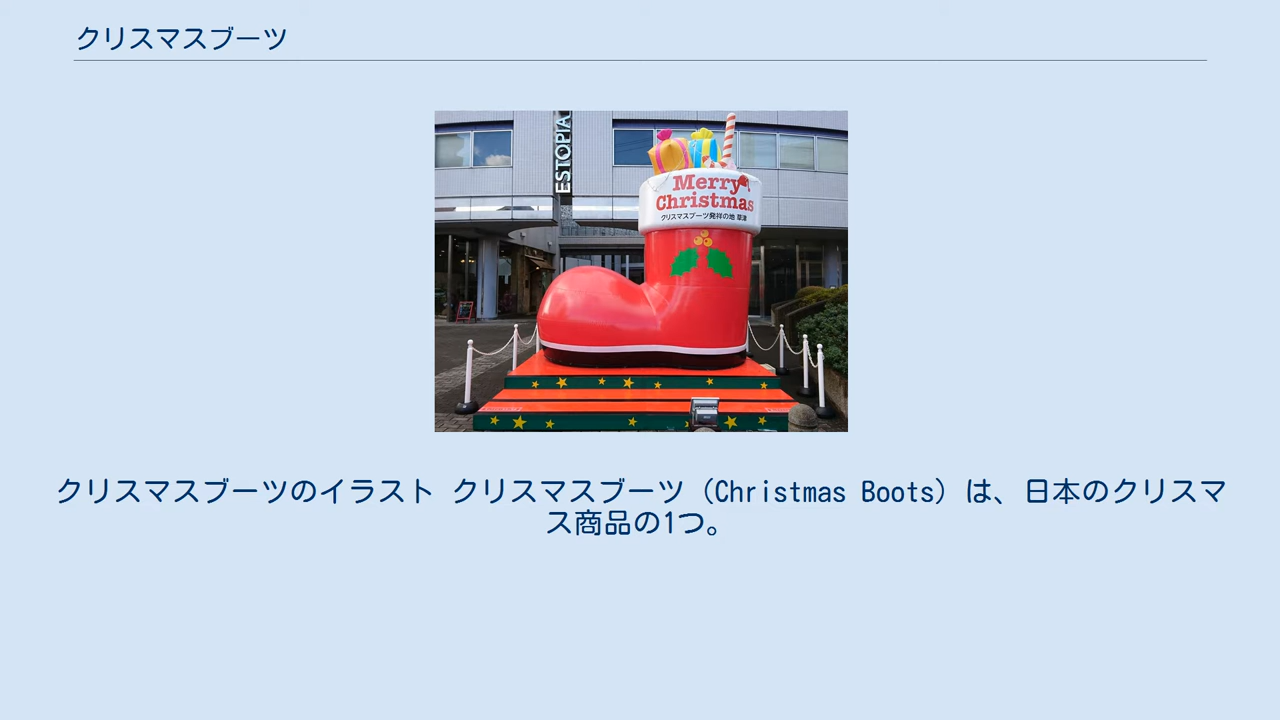 クリスマスブーツ
ESTOPIA
Merry
Christmas
クリスマスブーツ発祥の地 草津
クリスマスブーツのイラスト クリスマスブーツ（Christmas Boots）は、日本のクリスマ
ス商品の1つ。